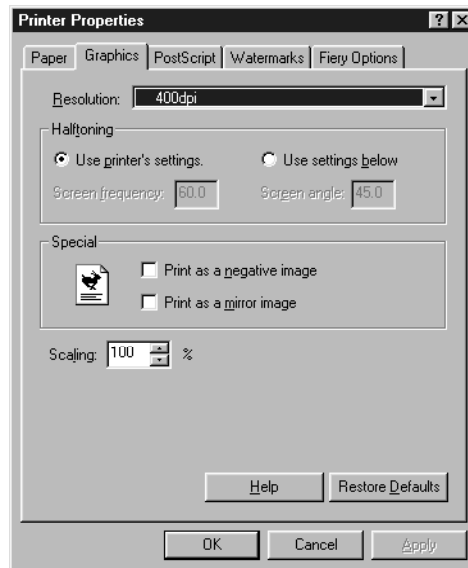 Printer Properties
Paper Graphics PostScript Watermarks Fiery Options
Resolution: 400dpi
Halftoning
Use printer's settings. Use settings below
Screen frequency: 60.0 Screen angle: 45.0
Special
Print as a negative image
Print as a mirror image
Scaling: 100 %
Help Restore Defaults
OK Cancel Apply